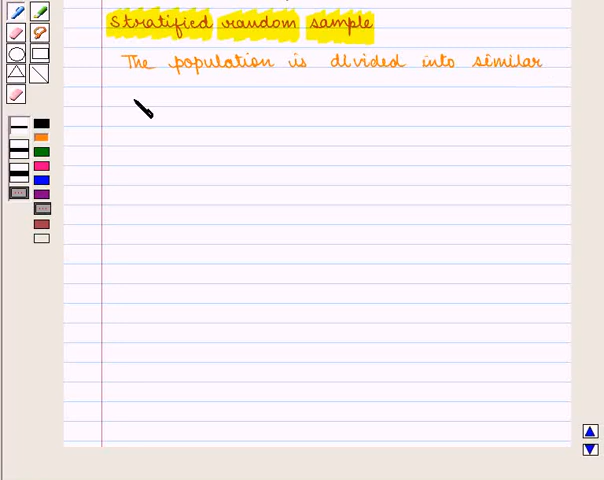 Stratified random sample
The population is divided into similar